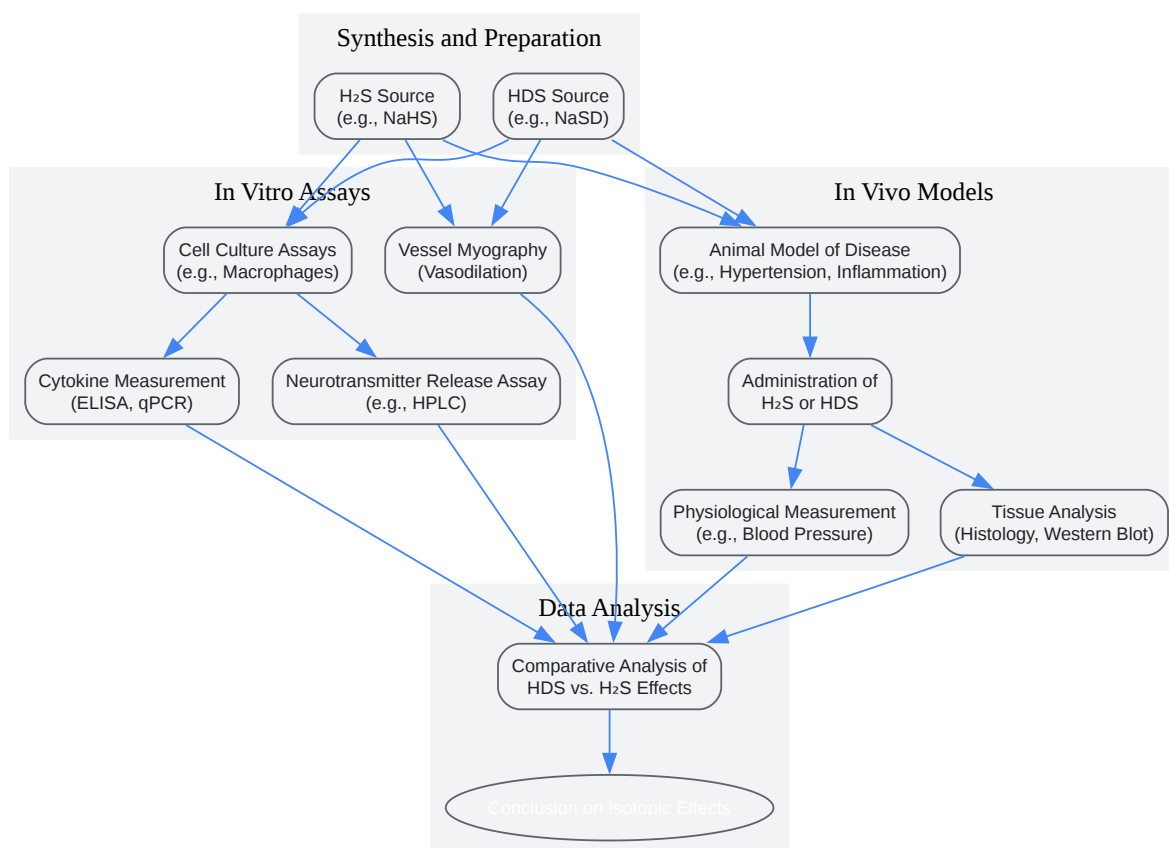 Synthesis and Preparation
H₂S Source
(e.g., NaHS)
HDS Source
(e.g., NaSD)
In Vitro Assays
In Vivo Models
Cell Culture Assays
(e.g., Macrophages)
Vessel Myography
(Vasodilation)
Animal Model of Disease
(e.g., Hypertension, Inflammation)
Cytokine Measurement
(ELISA, qPCR)
Neurotransmitter Release Assay
(e.g., HPLC)
Administration of
H₂S or HDS
Physiological Measurement
(e.g., Blood Pressure)
Tissue Analysis
(Histology, Western Blot)
Data Analysis
Comparative Analysis of
HDS vs. H₂S Effects
Conclusion on Isotopic Effects